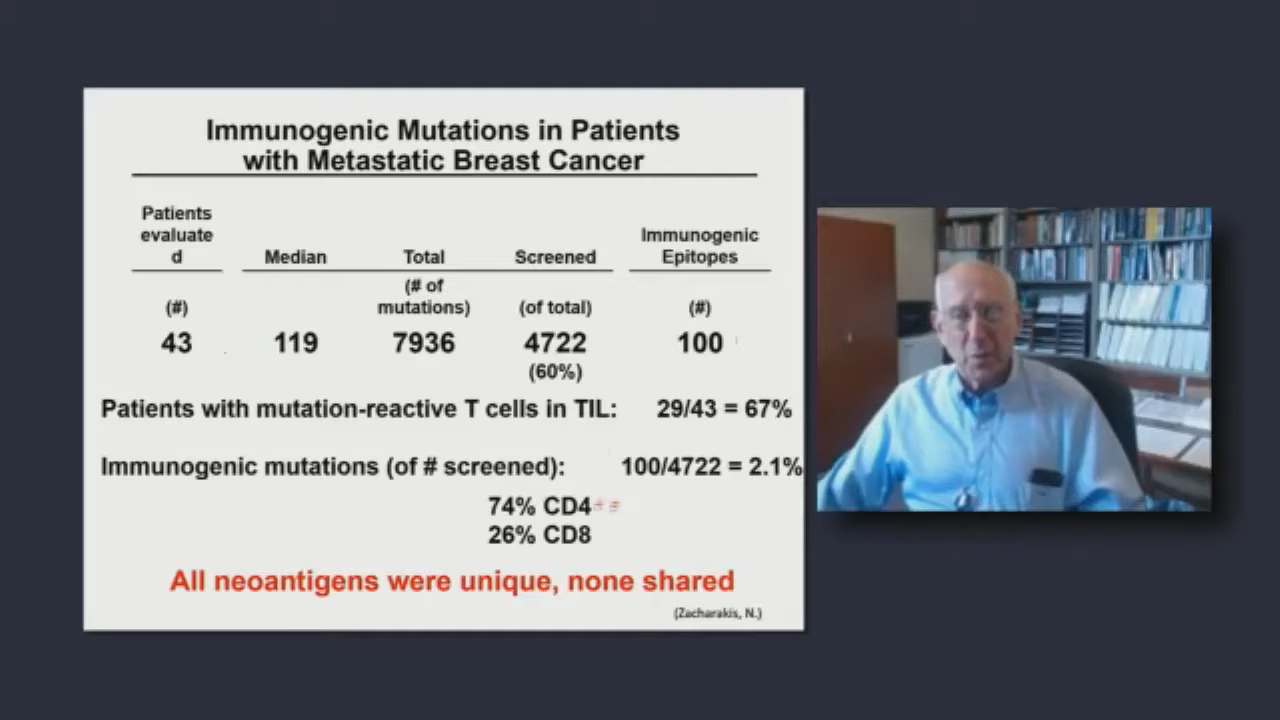 Immunogenic Mutations in Patients
with Metastatic Breast Cancer
Patients
evaluate
d
Median
Total
Screened
Immunogenic
Epitopes
(#)
(# of
mutations)
(of total)
(#)
43
119
7936
4722
(60%)
100
Patients with mutation-reactive T cells in TIL: 29/43 = 67%
Immunogenic mutations (of # screened): 100/4722 = 2.1%
74% CD4
26% CD8
All neoantigens were unique, none shared
(Zacharakis, N.)